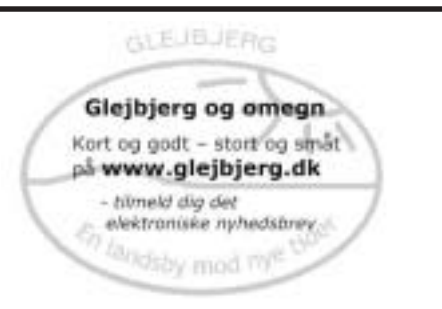 GLEJBJERG
Glejbjerg og omegn
Kort og godt – stort og småt
på www.glejbjerg.dk
- tilmeld dig det
elektroniske nyhedsbrev
En landsby mod nye tider